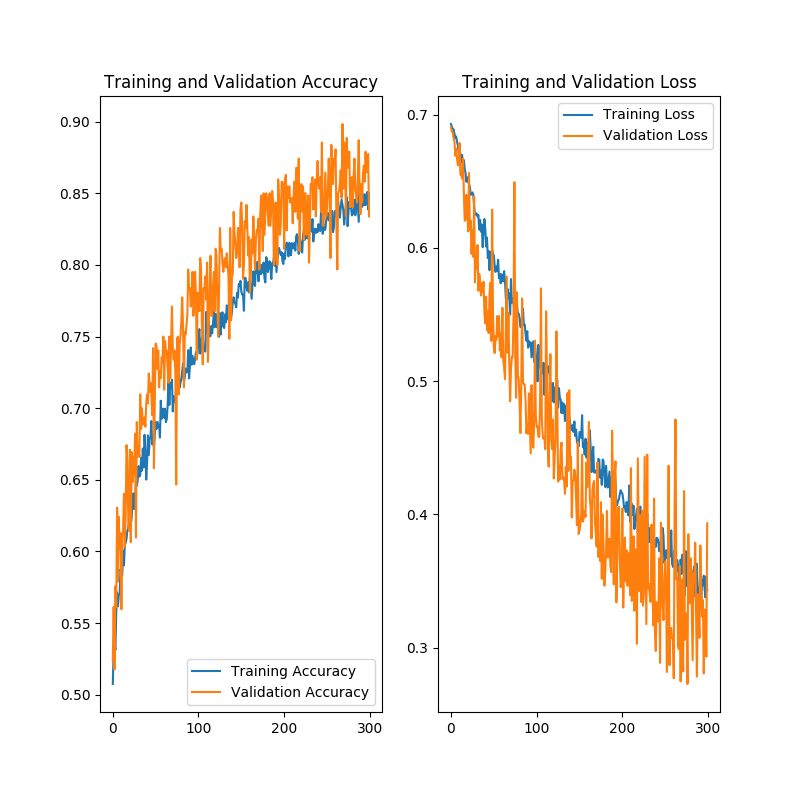 Training and Validation Accuracy
0.90
0.85
0.80
0.75
0.70
0.65
0.60
0.55
0.50
Training Accuracy
Validation Accuracy
0 100 200 300
Training and Validation Loss
Training Loss
Validation Loss
0.7
0.6
0.5
0.4
0.3
0 100 200 300